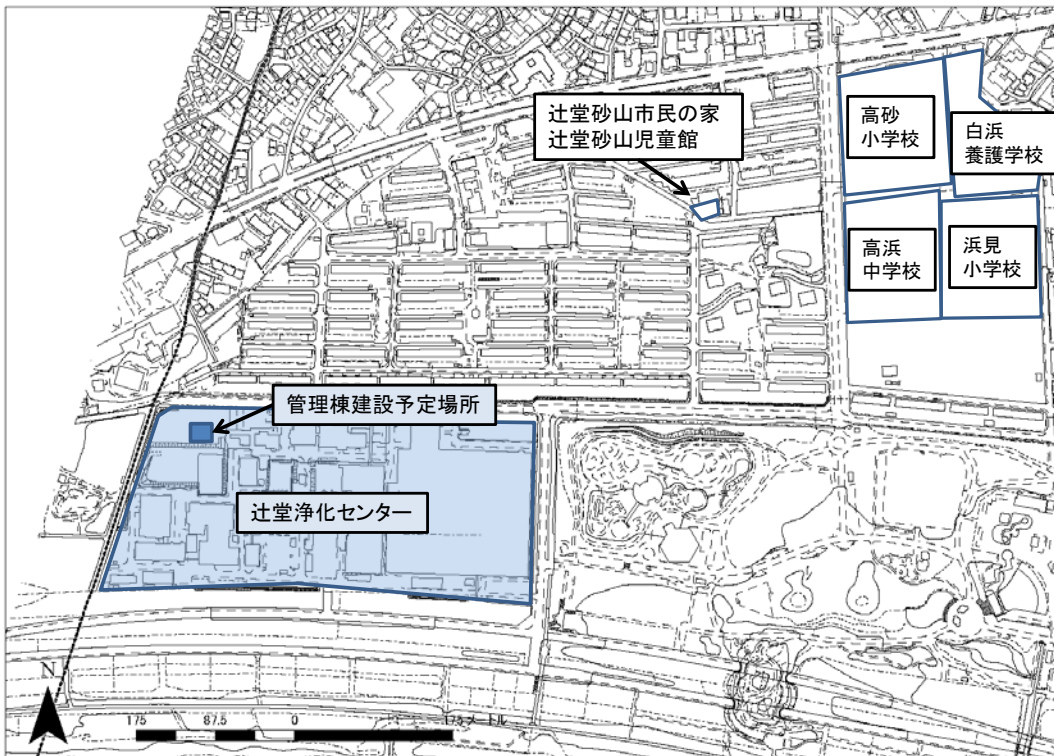 辻堂砂山市民の家
辻堂砂山児童館
高砂
小学校
白浜
養護学校
高浜
中学校
浜見
小学校
管理棟建設予定場所
辻堂浄化センター
N
175 87.5 0 175 メートル